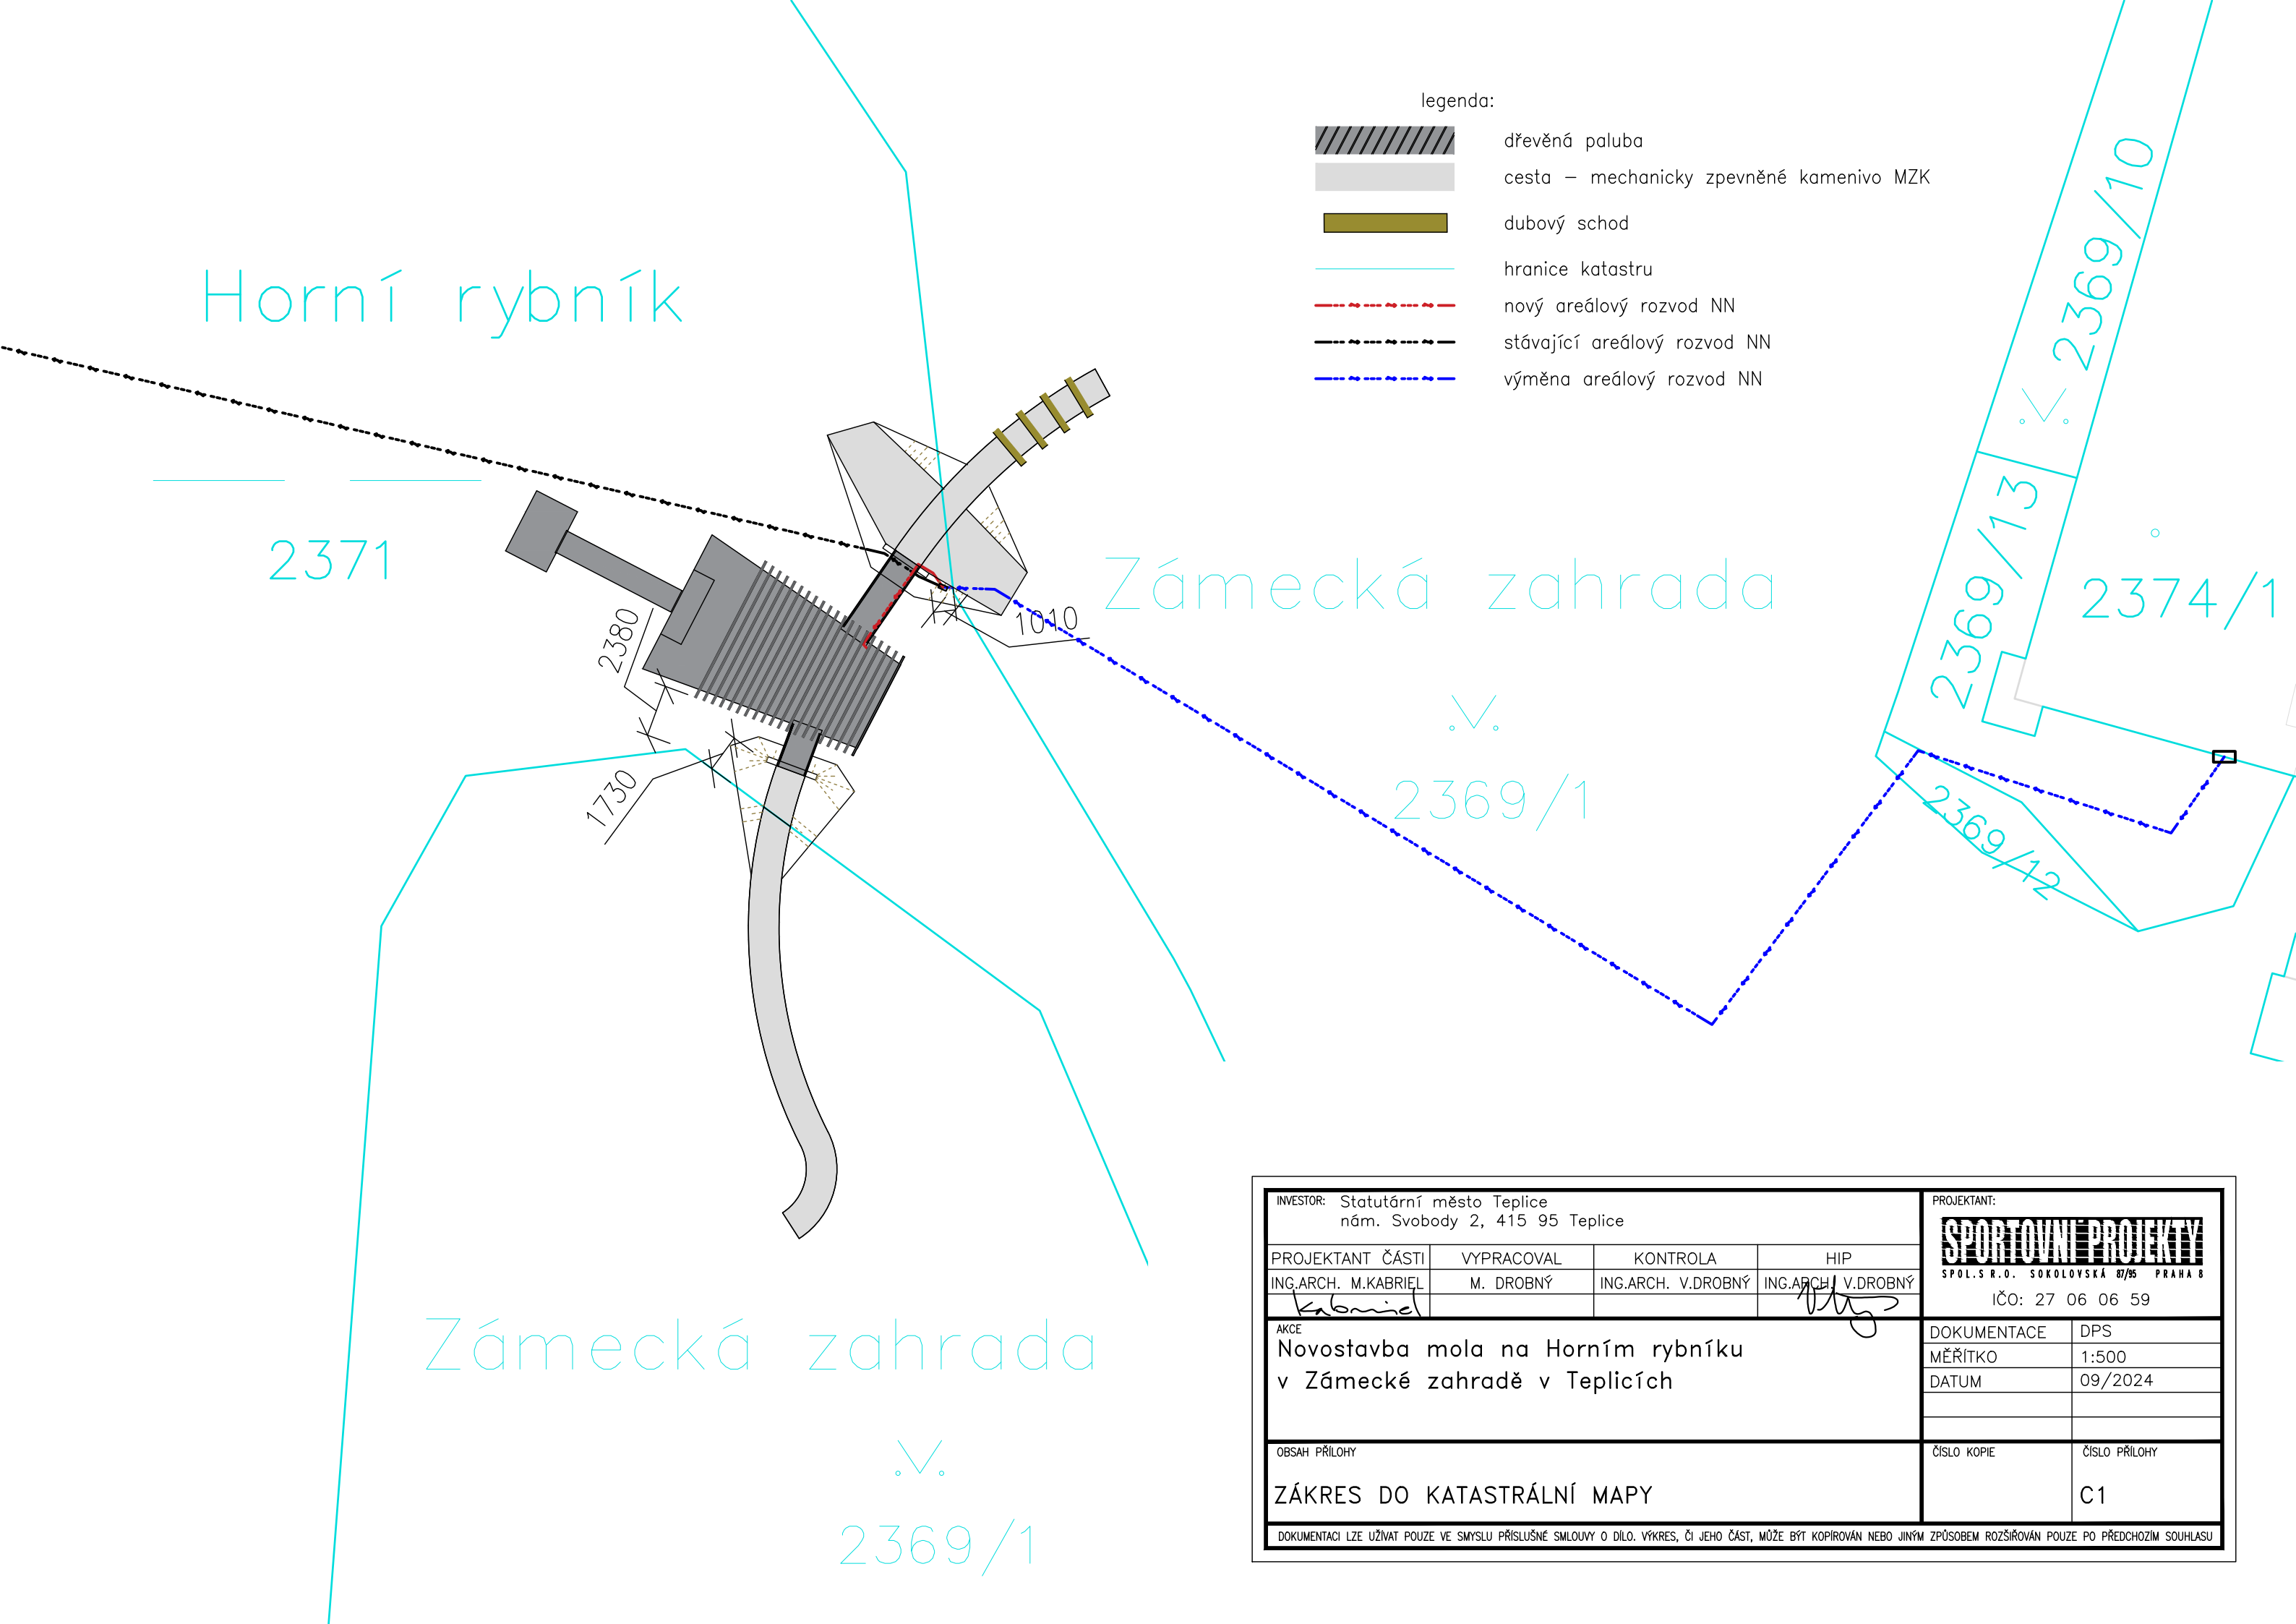 legenda:
dřevěná paluba
cesta – mechanicky zpevněné kamenivo MZK
dubový schod
hranice katastru
nový areálový rozvod NN
stávající areálový rozvod NN
výměna areálový rozvod NN
Horní rybník
2371
2380
1730
1010
Zámecká zahrada
2369/1
2369/10
2369/13
2374/1
2369/12
Zámecká zahrada
2369/1
INVESTOR: Statutární město Teplice
nám. Svobody 2, 415 95 Teplice
PROJEKTANT ČÁSTI VYPRACOVAL KONTROLA HIP
ING.ARCH. M.KABRIEL M. DROBNÝ ING.ARCH. V.DROBNÝ ING.ARCH. V.DROBNÝ
PROJEKTANT:
SPORTOVNÍ PROJEKTY
SPOL.S R.O. SOKOLOVSKÁ 87/95 PRAHA 8
IČO: 27 06 06 59
AKCE
Novostavba mola na Horním rybníku
v Zámecké zahradě v Teplicích
DOKUMENTACE DPS
MĚŘÍTKO 1:500
DATUM 09/2024
OBSAH PŘÍLOHY
ZÁKRES DO KATASTRÁLNÍ MAPY
ČÍSLO KOPIE
ČÍSLO PŘÍLOHY
C1
DOKUMENTACI LZE UŽÍVAT POUZE VE SMYSLU PŘÍSLUŠNÉ SMLOUVY O DÍLO. VÝKRES, ČI JEHO ČÁST, MŮŽE BÝT KOPÍROVÁN NEBO JINÝM ZPŮSOBEM ROZŠIŘOVÁN POUZE PO PŘEDCHOZÍM SOUHLASU